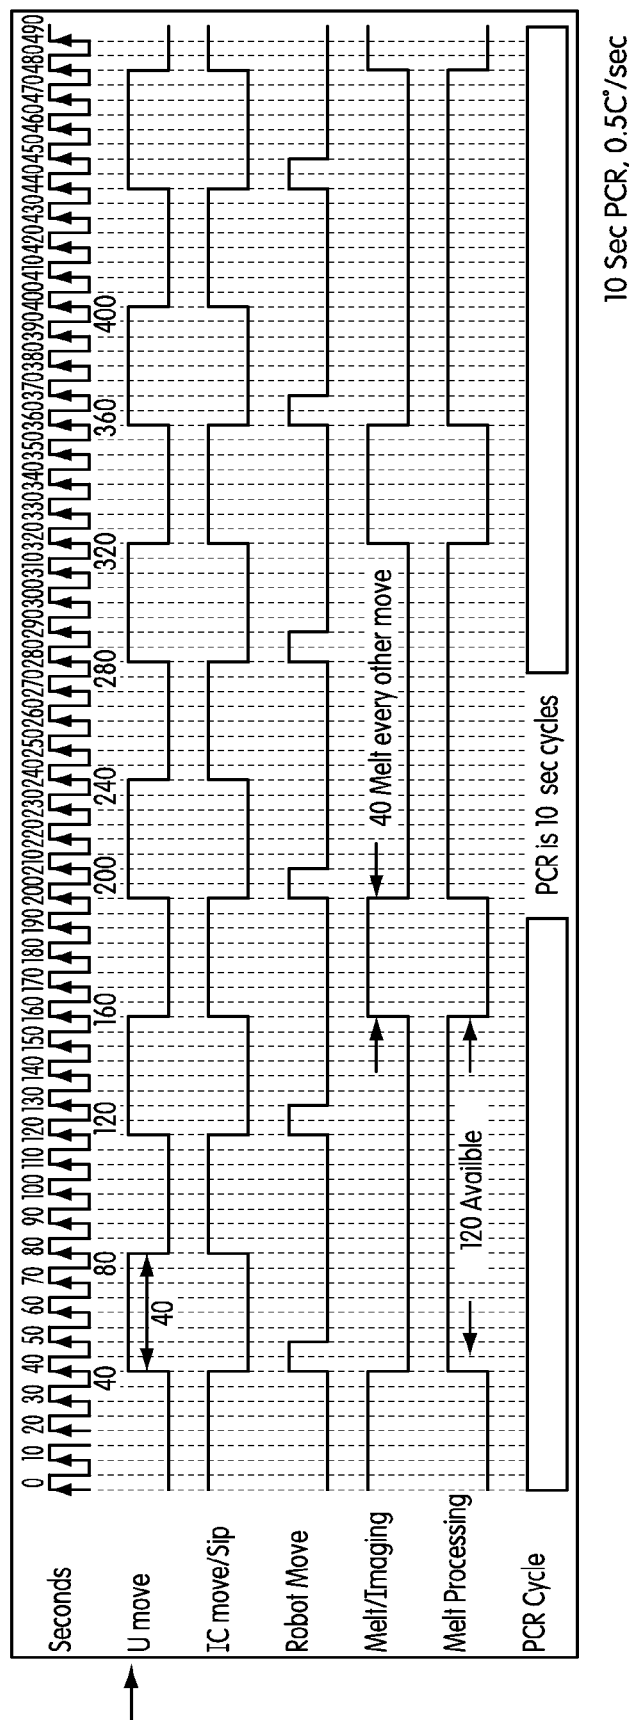 Seconds 0 10 20 30 40 50 60 70 80 90 100 110 120 130 140 150 160 170 180 190 200 210 220 230 240 250 260 270 280 290 300 310 320 330 340 350 360 370 380 390 400 410 420 430 440 450 460 470 480 490
40 80 120 160 200 240 280 320 360 400
U move
40
IC move/Sip
Robot Move
Melt/Imaging
40 Melt every other move
Melt Processing
120 Availble
PCR Cycle
PCR is 10 sec cycles
10 Sec PCR, 0.5C°/sec